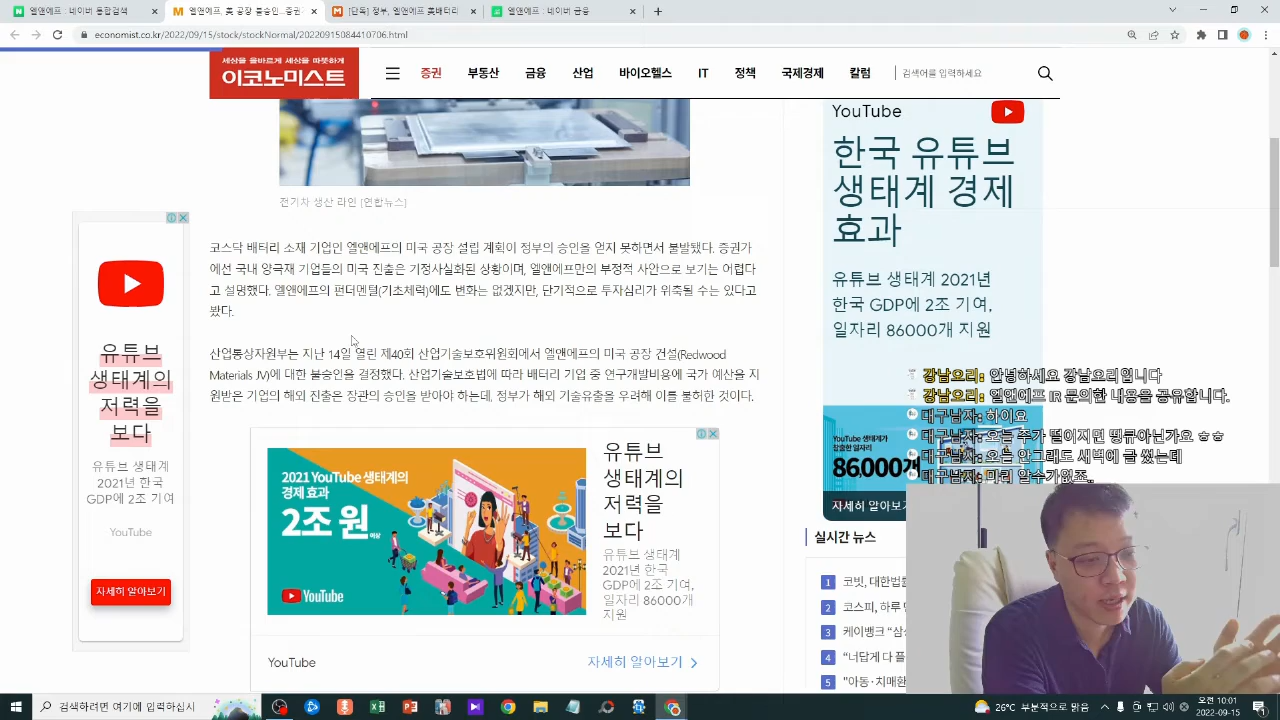 엘앤에프 : 네이버 통합검색
엘앤에프, 美 공장 불승인...증권
[단독] 정부, 엘앤에프 美배터리
엘앤에프 - 네이버 금융
economist.co.kr/2022/09/15/stock/stockNormal/20220915084410706.html
세상을 올바르게 세상을 따뜻하게
이코노미스트
증권 부동산 금융 산업 바이오헬스 IT 정책 국제경제 칼럼 검색어를 입력하세요
전기차 생산 라인 [연합뉴스]
코스닥 배터리 소재 기업인 엘앤에프의 미국 공장 설립 계획이 정부의 승인을 얻지 못하면서 불발됐다. 증권가
에선 국내 양극재 기업들의 미국 진출은 기정사실화된 상황이며, 엘앤에프만의 부정적 사안으로 보기는 어렵다
고 설명했다. 엘앤에프의 펀더멘털(기초체력)에도 변화는 없겠지만, 단기적으로 투자심리가 위축될 수는 있다고
봤다.
산업통상자원부는 지난 14일 열린 제40회 산업기술보호위원회에서 엘앤에프의 미국 공장 건설(Redwood
Materials JV)에 대한 불승인을 결정했다. 산업기술보호법에 따라 배터리 기업 중 연구개발비용에 국가 예산을 지
원받은 기업의 해외 진출은 장관의 승인을 받아야 하는데, 정부가 해외 기술유출을 우려해 이를 불허한 것이다.
유튜브
생태계의
저력을
보다
유튜브 생태계
2021년 한국
GDP에 2조 기여
YouTube
자세히 알아보기
2021 YouTube 생태계의
경제 효과
2조 원 이상
YouTube
유튜브
생태계의
저력을
보다
유튜브 생태계
2021년 한국
GDP에 2조 기여,
일자리 86000개
지원
YouTube
자세히 알아보기
YouTube
한국 유튜브
생태계 경제
효과
유튜브 생태계 2021년
한국 GDP에 2조 기여,
일자리 86000개 지원
YouTube 생태계가
창출한 일자리
86,000개
자세히 알아보기
강남요리: 안녕하세요 강남요리입니다
강남요리: 엘앤에프 IR 문의한 내용을 공유합니다.
대구남자: 하이요
대구남자: 오늘 주가 떨어지면 땡큐아닌가요 ㅎㅎ
대구남자: 오늘 안그래도 새벽에 글 썼는데
대구남자: 미리 알수가없죠..
실시간 뉴스
1 코빗, 대한법률
2 코스피, 하루 만
3 케이뱅크 “삼성
4 “너답게 다 플
5 "아동·치매환
검색하려면 여기에 입력하십시
26°C 부분적으로 맑음
오전 10:01
2022-09-15